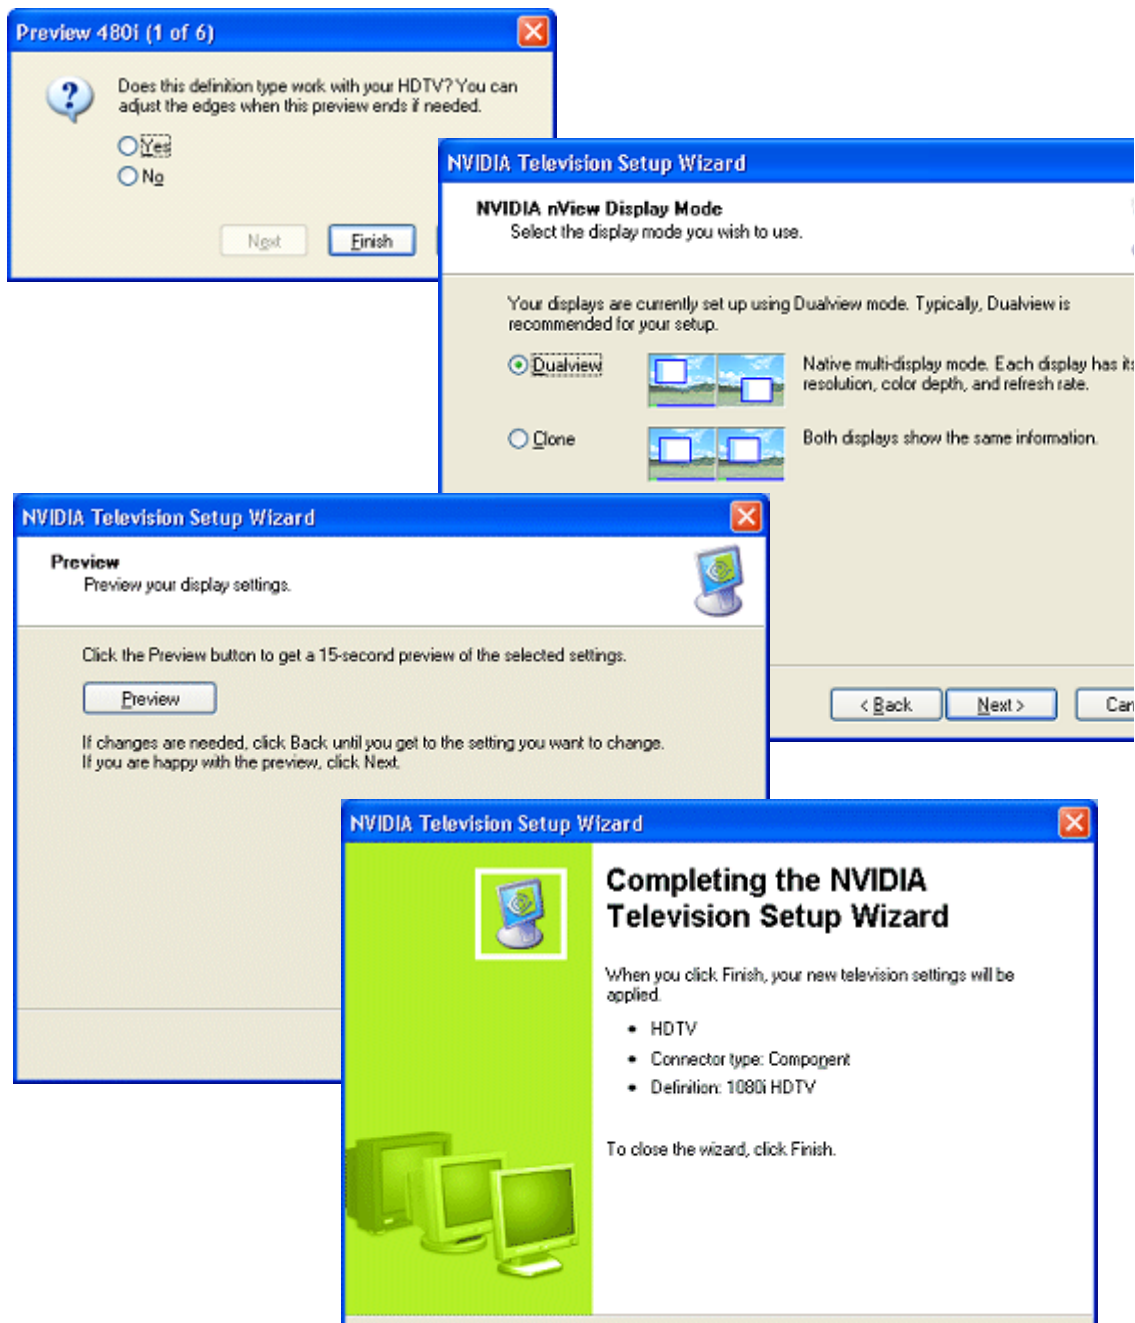 Preview 480i (1 of 6)
Does this definition type work with your HDTV? You can
adjust the edges when this preview ends if needed.
Yes
No
Next
Finish
NVIDIA Television Setup Wizard
NVIDIA nView Display Mode
Select the display mode you wish to use.
Your displays are currently set up using Dualview mode. Typically, Dualview is
recommended for your setup.
Dualview
Native multi-display mode. Each display has its
resolution, color depth, and refresh rate.
Clone
Both displays show the same information.
< Back
Next >
NVIDIA Television Setup Wizard
Preview
Preview your display settings.
Click the Preview button to get a 15-second preview of the selected settings.
Preview
If changes are needed, click Back until you get to the setting you want to change.
If you are happy with the preview, click Next.
NVIDIA Television Setup Wizard
Completing the NVIDIA
Television Setup Wizard
When you click Finish, your new television settings will be
applied.
• HDTV
• Connector type: Component
• Definition: 1080i HDTV
To close the wizard, click Finish.